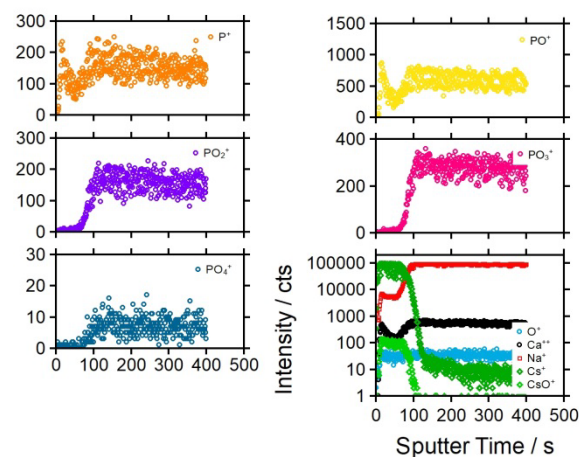 300
200
100
0
P⁺
1500
1000
500
0
PO⁺
300
200
100
0
PO₂⁺
400
200
0
PO₃⁺
30
20
10
0
PO₄⁺
0 100 200 300 400 500
100000
10000
1000
100
10
1
O⁺
Ca⁺⁺
Na⁺
Cs⁺
CsO⁺
0 100 200 300 400 500
Intensity / cts
Sputter Time / s